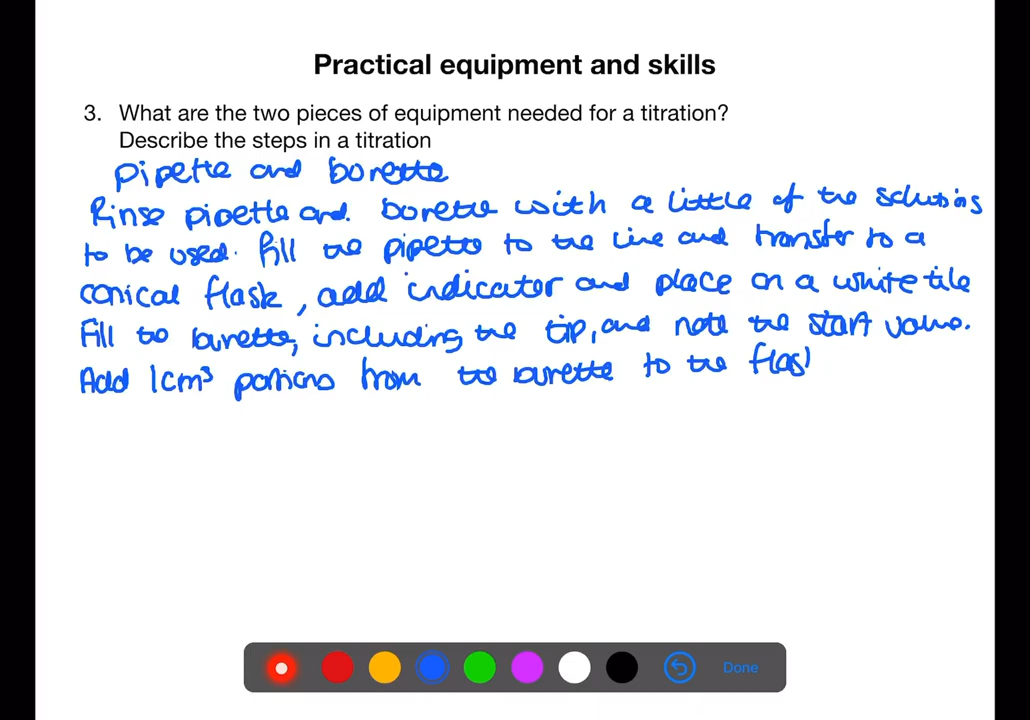 Practical equipment and skills
3. What are the two pieces of equipment needed for a titration?
Describe the steps in a titration
pipette and burette
Rinse pipette and burette with a little of the solutions
to be used. Fill the pipette to the line and transfer to a
conical flask, add indicator and place on a white tile
Fill the burette, including the tip, and note the start value.
Add 1cm³ portions from the burette to the flas
Done